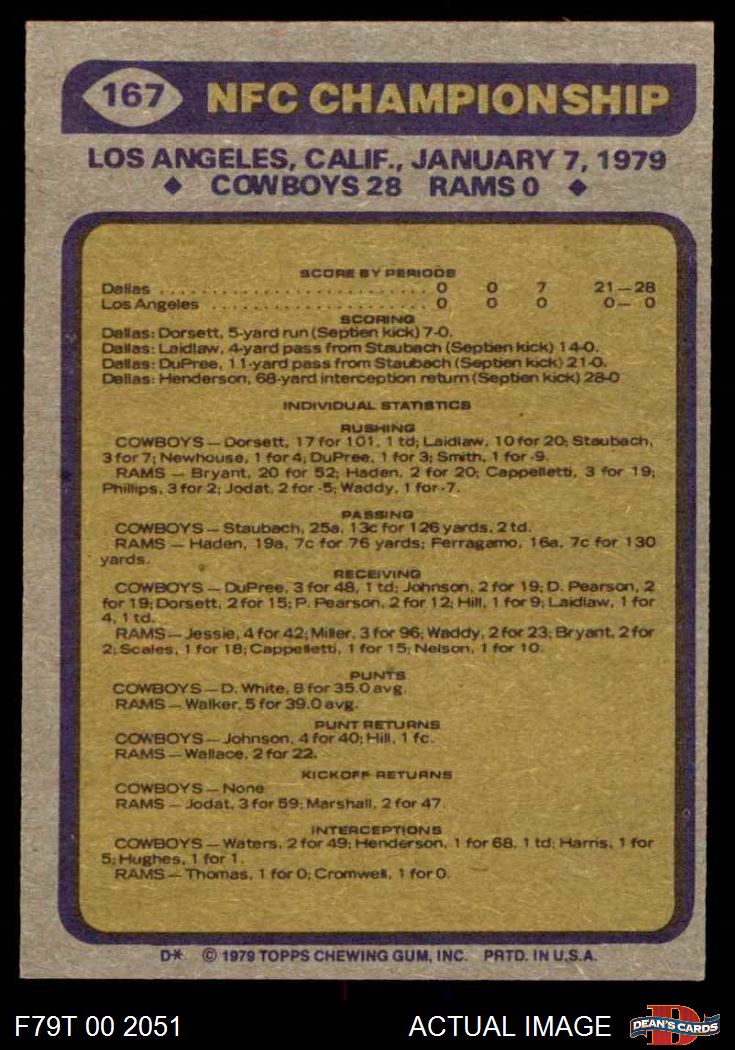 167 NFC CHAMPIONSHIP
LOS ANGELES, CALIF., JANUARY 7, 1979
◆ COWBOYS 28 RAMS 0 ◆
SCORE BY PERIODS
Dallas . . . . . . . . . . . . . . . . . . . . . . . . 0 0 7 21—28
Los Angeles . . . . . . . . . . . . . . . . . . . 0 0 0 0— 0
SCORING
Dallas: Dorsett, 5-yard run (Septien kick) 7-0.
Dallas: Laidlaw, 4-yard pass from Staubach (Septien kick) 14-0.
Dallas: DuPree, 11-yard pass from Staubach (Septien kick) 21-0.
Dallas: Henderson, 68-yard interception return (Septien kick) 28-0
INDIVIDUAL STATISTICS
RUSHING
COWBOYS — Dorsett, 17 for 101, 1 td; Laidlaw, 10 for 20; Staubach,
3 for 7; Newhouse, 1 for 4; DuPree, 1 for 3; Smith, 1 for -9.
RAMS — Bryant, 20 for 52; Haden, 2 for 20; Cappelletti, 3 for 19;
Phillips, 3 for 2; Jodat, 2 for -5; Waddy, 1 for -7.
PASSING
COWBOYS — Staubach, 25a, 13c for 126 yards, 2 td.
RAMS — Haden, 19a, 7c for 76 yards; Ferragamo, 16a, 7c for 130
yards.
RECEIVING
COWBOYS — DuPree, 3 for 48, 1 td; Johnson, 2 for 19; D. Pearson, 2
for 19; Dorsett, 2 for 15; P. Pearson, 2 for 12; Hill, 1 for 9; Laidlaw, 1 for
4, 1 td.
RAMS — Jessie, 4 for 42; Miller, 3 for 96; Waddy, 2 for 23; Bryant, 2 for
2; Scales, 1 for 18; Cappelletti, 1 for 15; Nelson, 1 for 10.
PUNTS
COWBOYS — D. White, 8 for 35.0 avg.
RAMS — Walker, 5 for 39.0 avg.
PUNT RETURNS
COWBOYS — Johnson, 4 for 40; Hill, 1 fc.
RAMS — Wallace, 2 for 22.
KICKOFF RETURNS
COWBOYS — None
RAMS — Jodat, 3 for 59; Marshall, 2 for 47.
INTERCEPTIONS
COWBOYS — Waters, 2 for 49; Henderson, 1 for 68, 1 td; Harris, 1 for
5; Hughes, 1 for 1.
RAMS — Thomas, 1 for 0; Cromwell, 1 for 0.
D* © 1979 TOPPS CHEWING GUM, INC. PRTD. IN U.S.A.
F79T 00 2051 ACTUAL IMAGE D DEAN'S CARDS